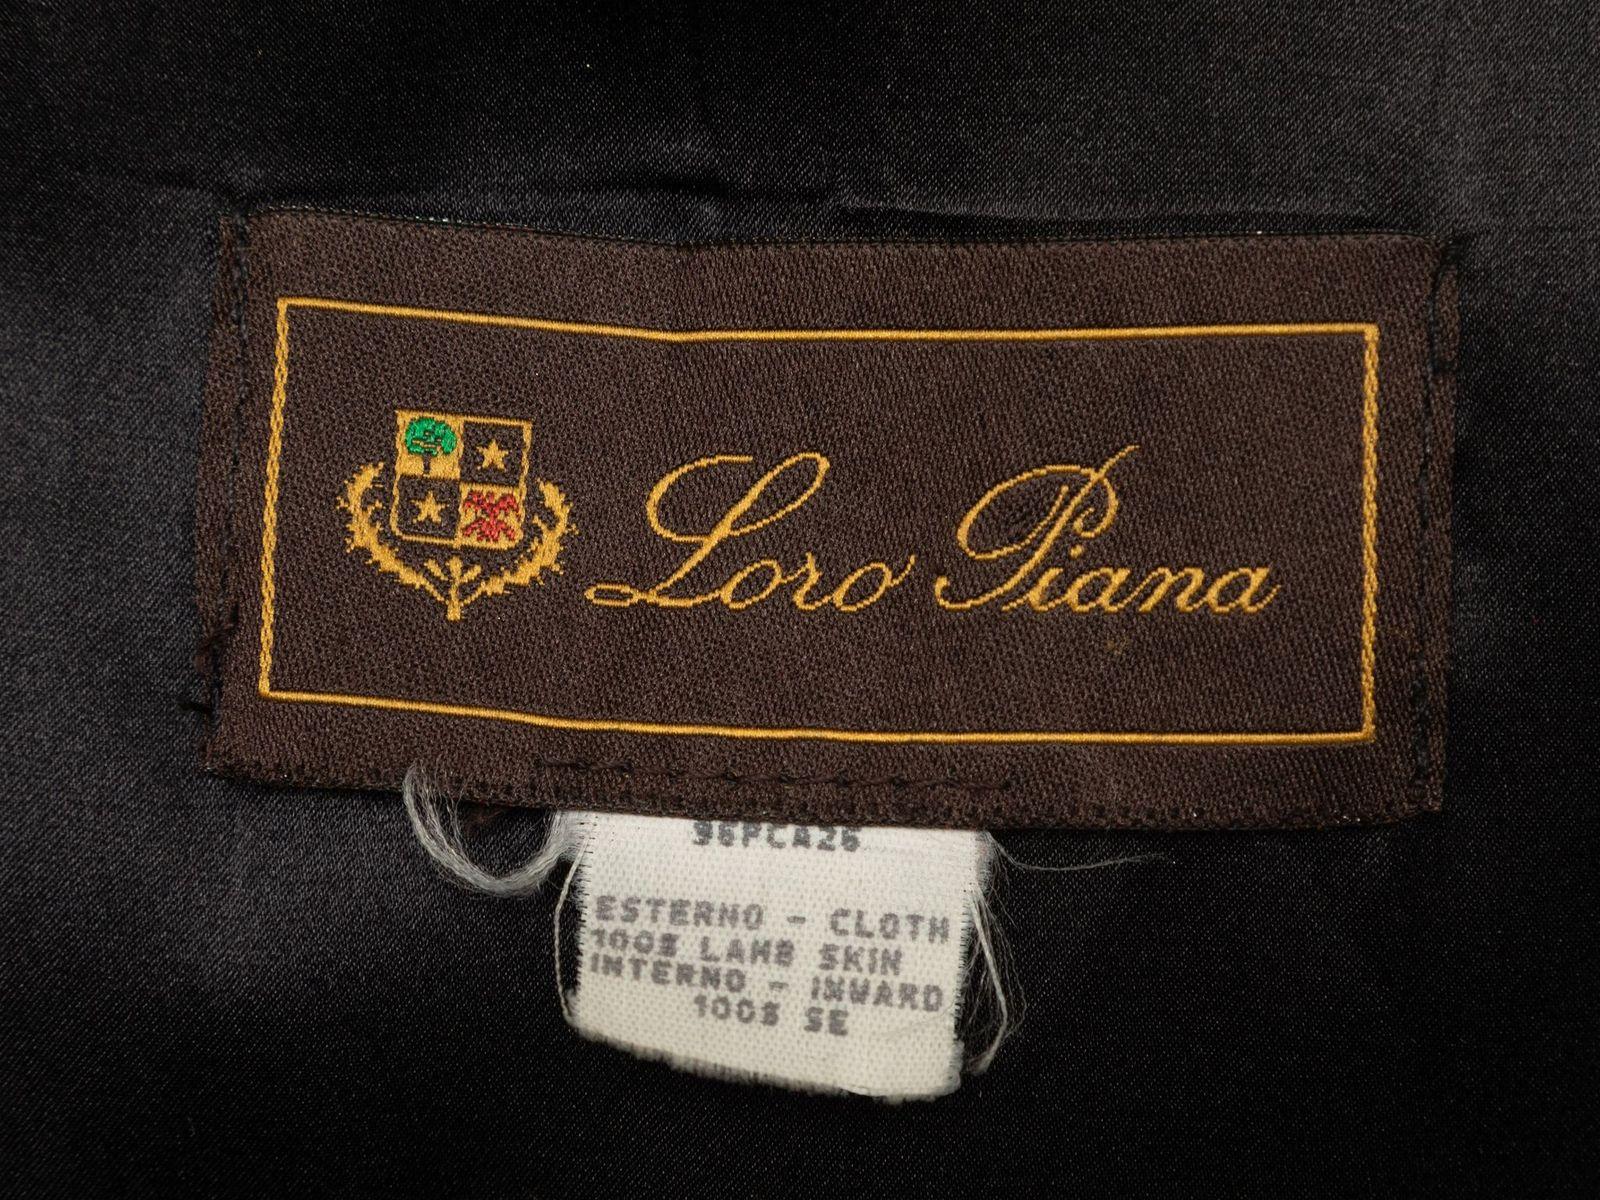 Loro Piana
96PCA26
ESTERNO - CLOTH
100% LAMB SKIN
INTERNO - INWARD
100% SE